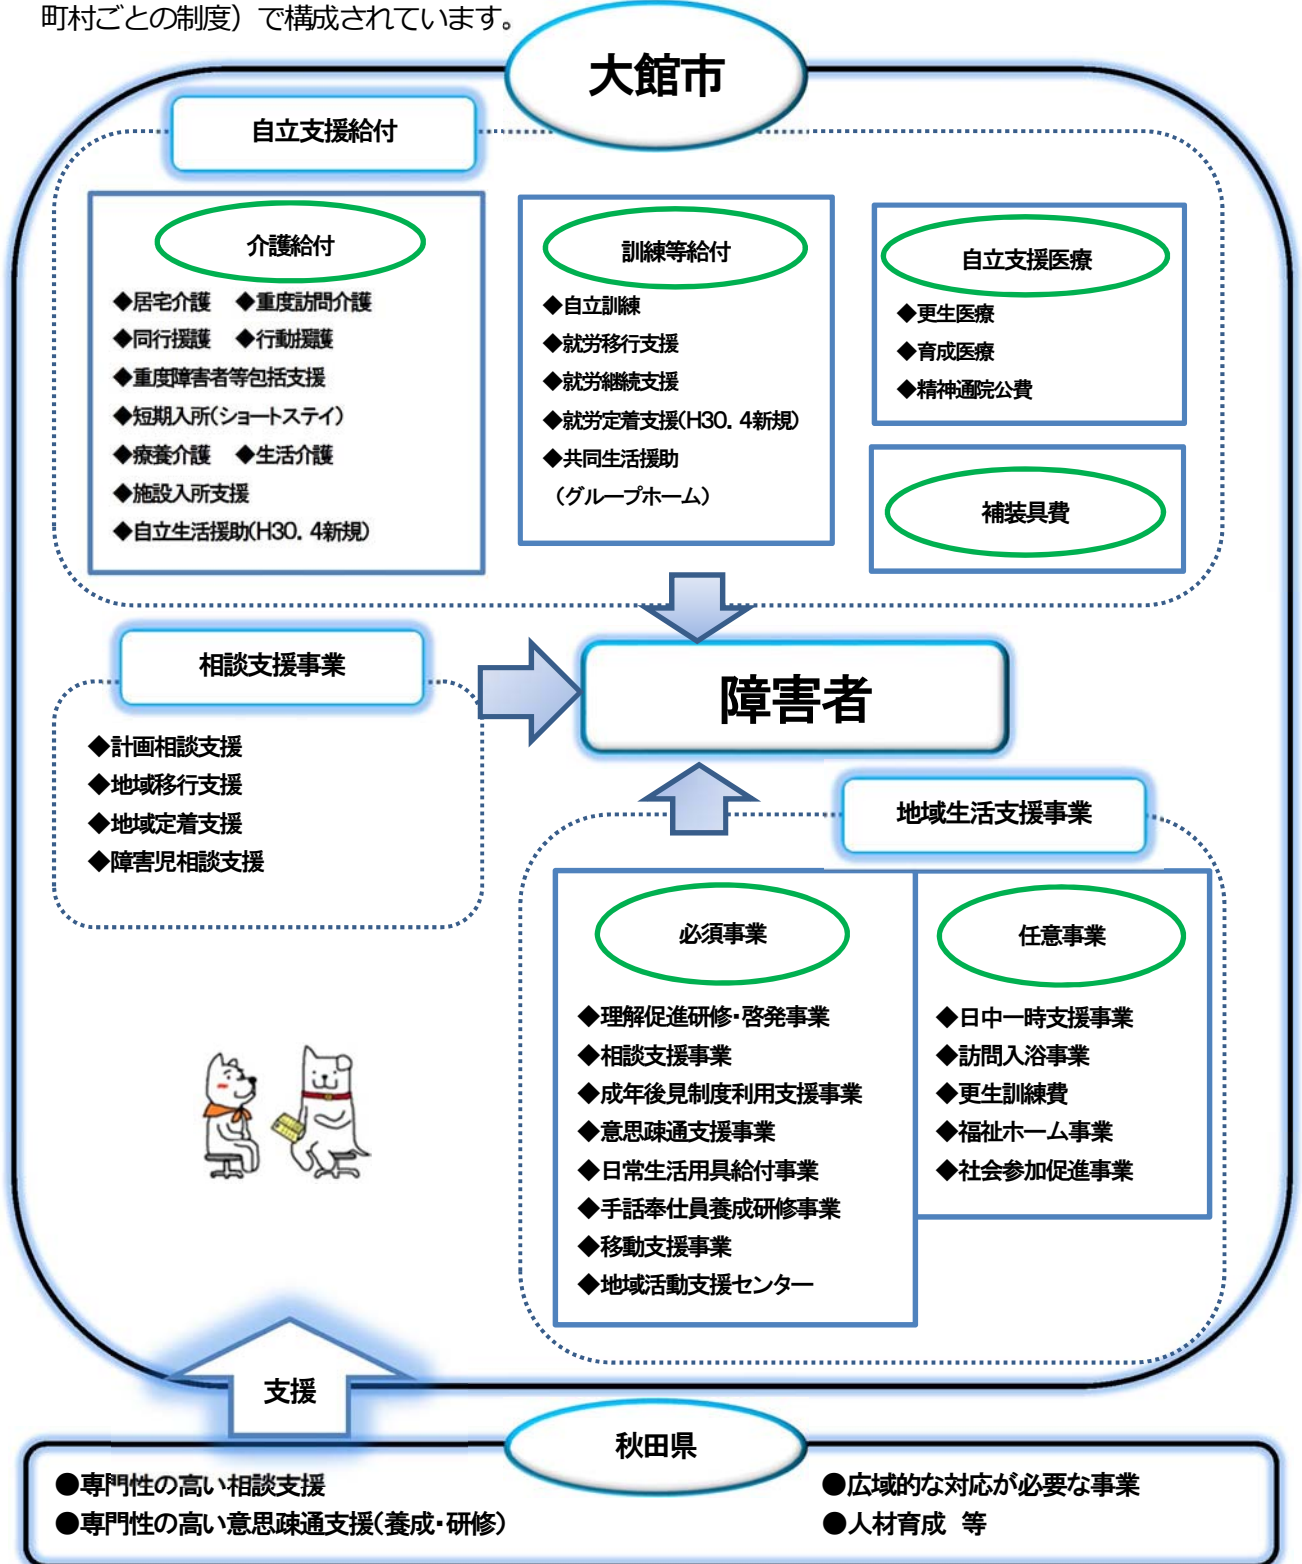 町村ごとの制度）で構成されています。
大館市
自立支援給付
介護給付
◆居宅介護　◆重度訪問介護
◆同行援護　◆行動援護
◆重度障害者等包括支援
◆短期入所(ショートステイ)
◆療養介護　◆生活介護
◆施設入所支援
◆自立生活援助(H30. 4新規)
訓練等給付
◆自立訓練
◆就労移行支援
◆就労継続支援
◆就労定着支援(H30. 4新規)
◆共同生活援助
（グループホーム）
自立支援医療
◆更生医療
◆育成医療
◆精神通院公費
補装具費
相談支援事業
◆計画相談支援
◆地域移行支援
◆地域定着支援
◆障害児相談支援
障害者
地域生活支援事業
必須事業
◆理解促進研修・啓発事業
◆相談支援事業
◆成年後見制度利用支援事業
◆意思疎通支援事業
◆日常生活用具給付事業
◆手話奉仕員養成研修事業
◆移動支援事業
◆地域活動支援センター
任意事業
◆日中一時支援事業
◆訪問入浴事業
◆更生訓練費
◆福祉ホーム事業
◆社会参加促進事業
支援
秋田県
●専門性の高い相談支援
●専門性の高い意思疎通支援(養成・研修)
●広域的な対応が必要な事業
●人材育成 等